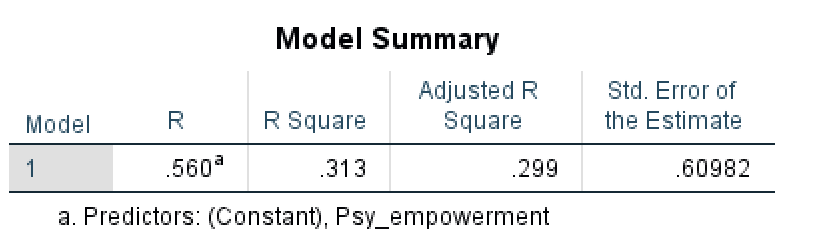 Model Summary
Model R R Square Adjusted R Square Std. Error of the Estimate
1 .560a .313 .299 .60982
a. Predictors: (Constant), Psy_empowerment